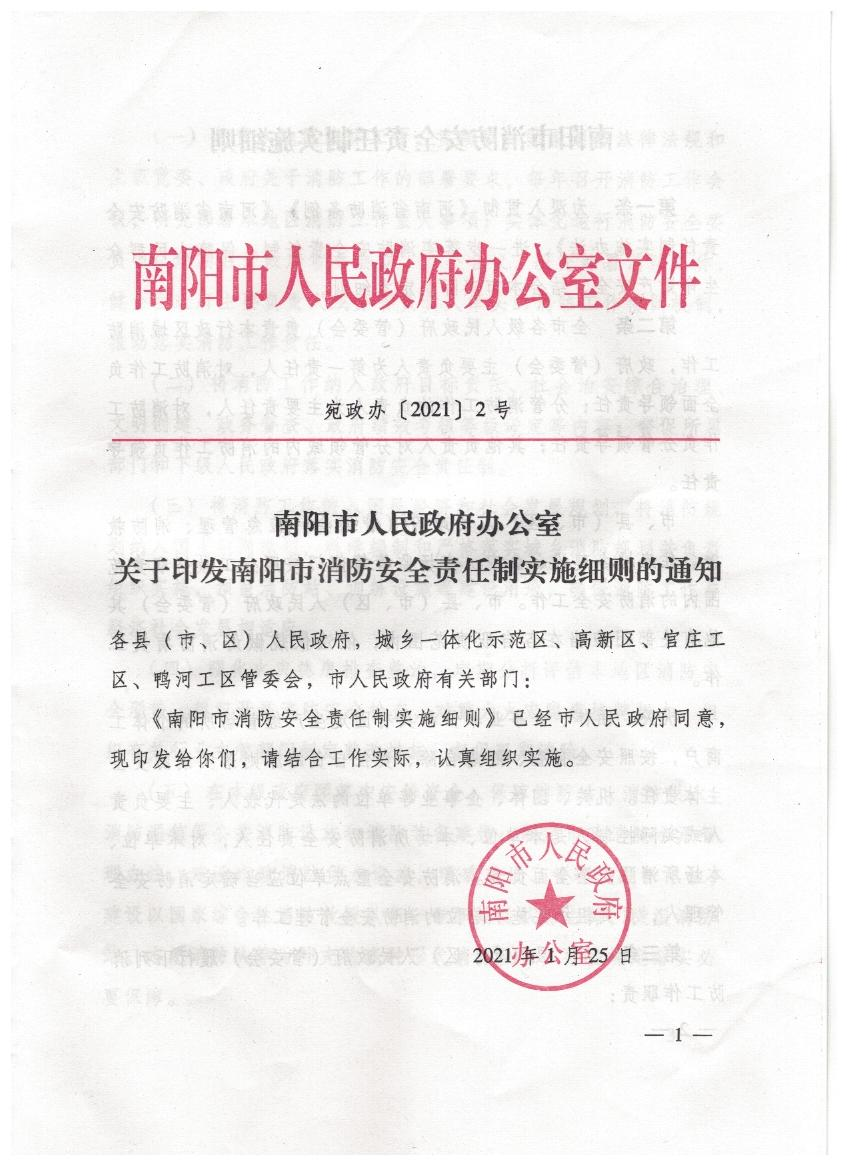 南阳市人民政府办公室文件
宛政办〔2021〕2号
南阳市人民政府办公室
关于印发南阳市消防安全责任制实施细则的通知
各县（市、区）人民政府，城乡一体化示范区、高新区、官庄工
区、鸭河工区管委会，市人民政府有关部门：
《南阳市消防安全责任制实施细则》已经市人民政府同意，
现印发给你们，请结合工作实际，认真组织实施。
南阳市人民政府
办公室
2021年1月25日
— 1 —